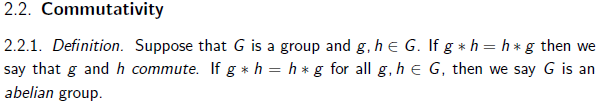 2.2. Commutativity
2.2.1. Definition. Suppose that G is a group and g, h ∈ G. If g ∗ h = h ∗ g then we
say that g and h commute. If g ∗ h = h ∗ g for all g, h ∈ G, then we say G is an
abelian group.